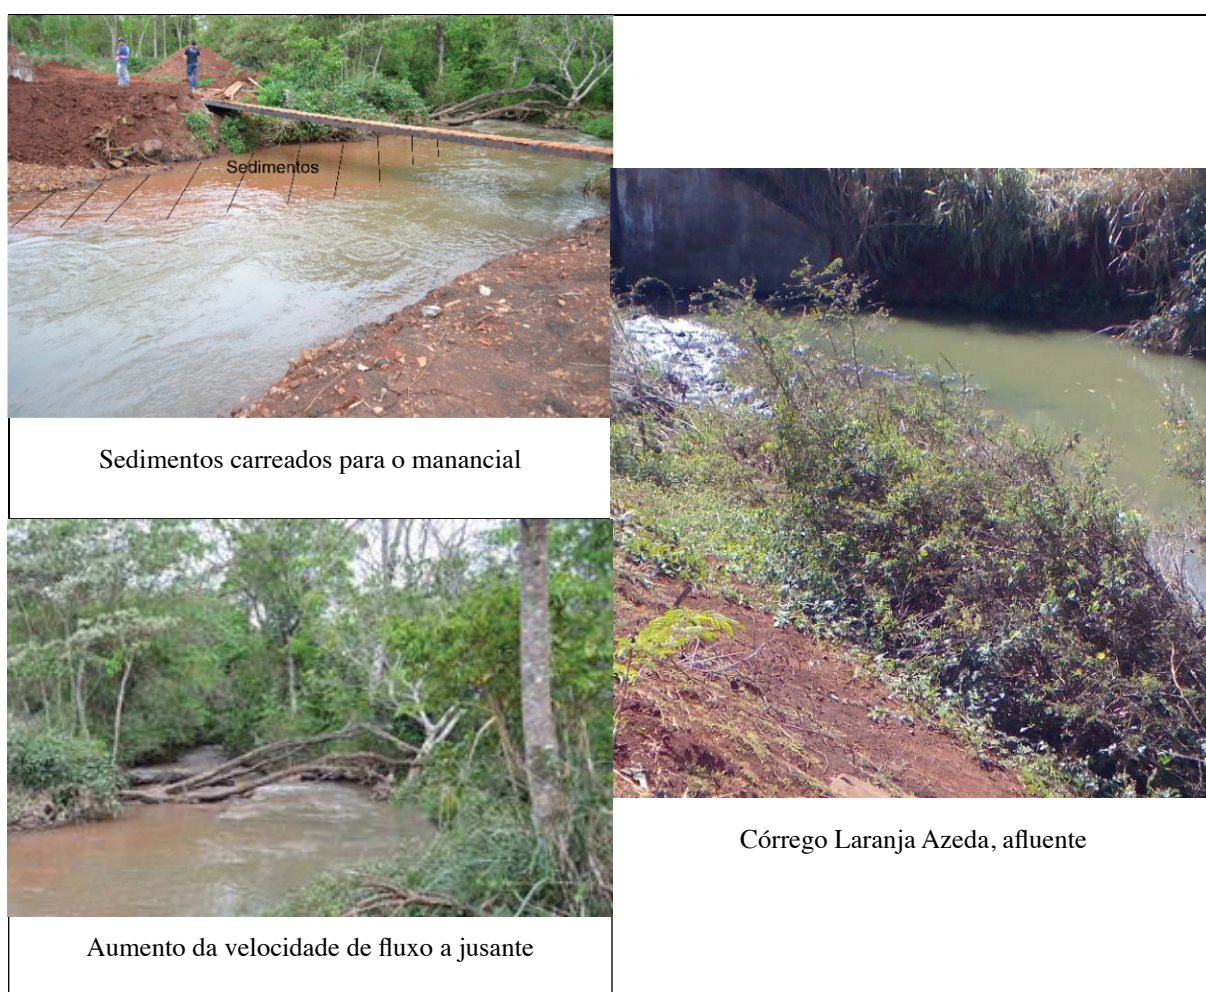 Sedimentos
Sedimentos carreados para o manancial
Aumento da velocidade de fluxo a jusante
Córrego Laranja Azeda, afluente